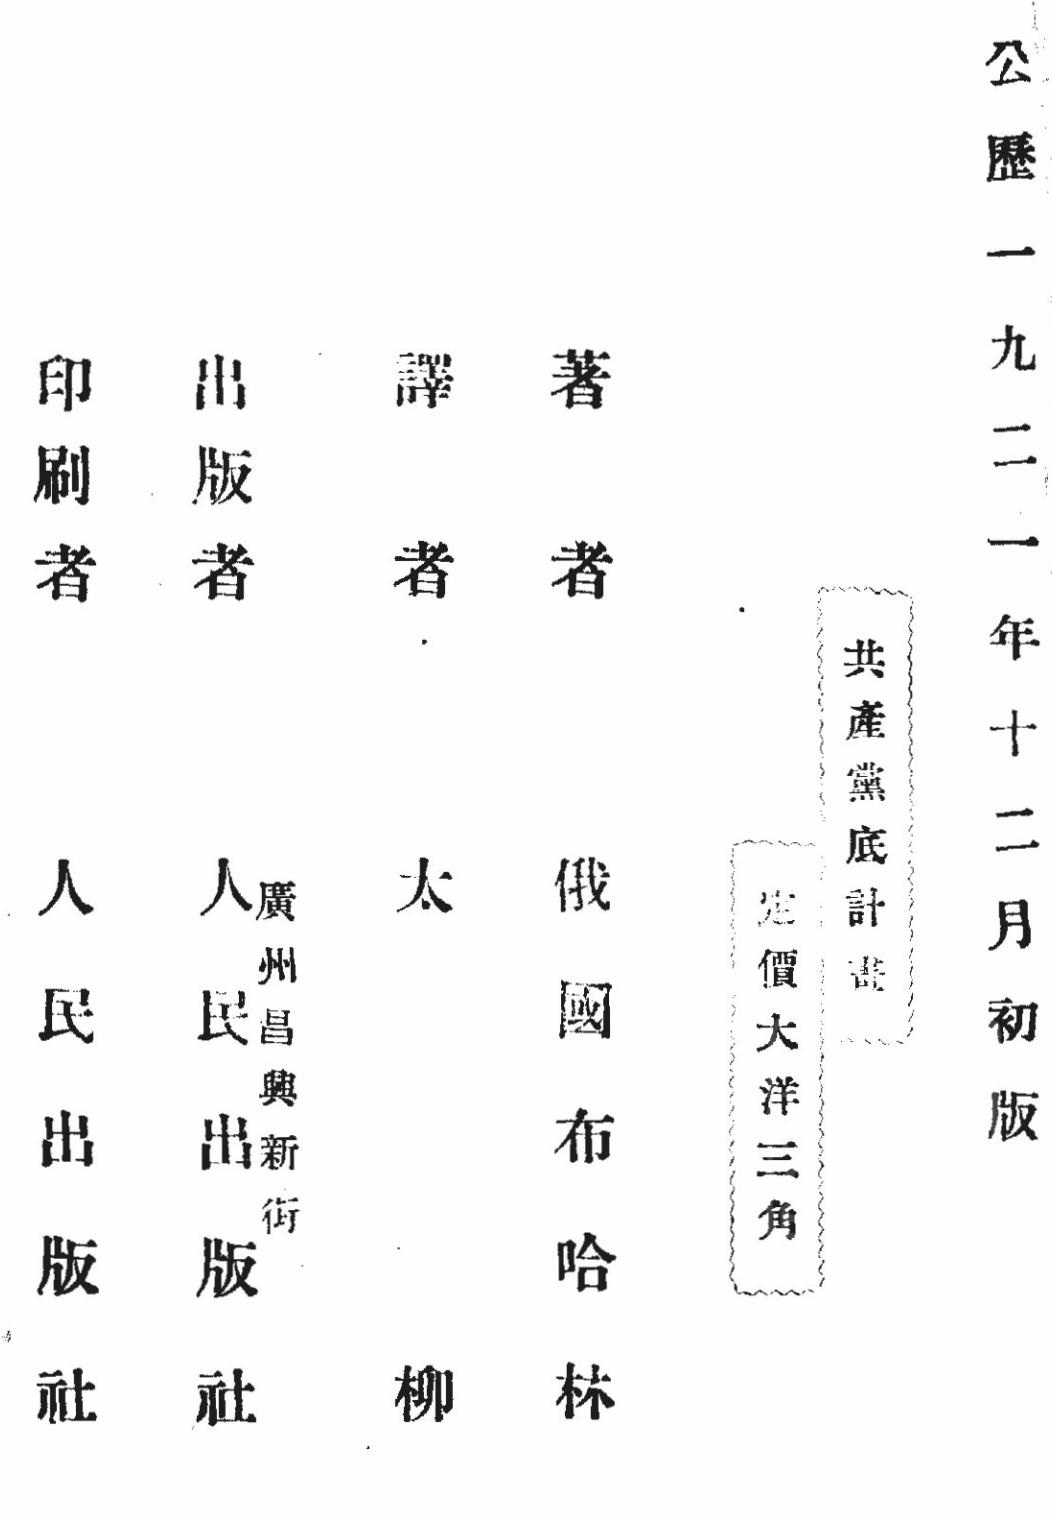 公歷一九二一年十二月初版
共產黨底計畫
定價大洋三角
著者 俄國布哈林
譯者 太柳
廣州昌興新街
出版者 人民出版社
印刷者 人民出版社